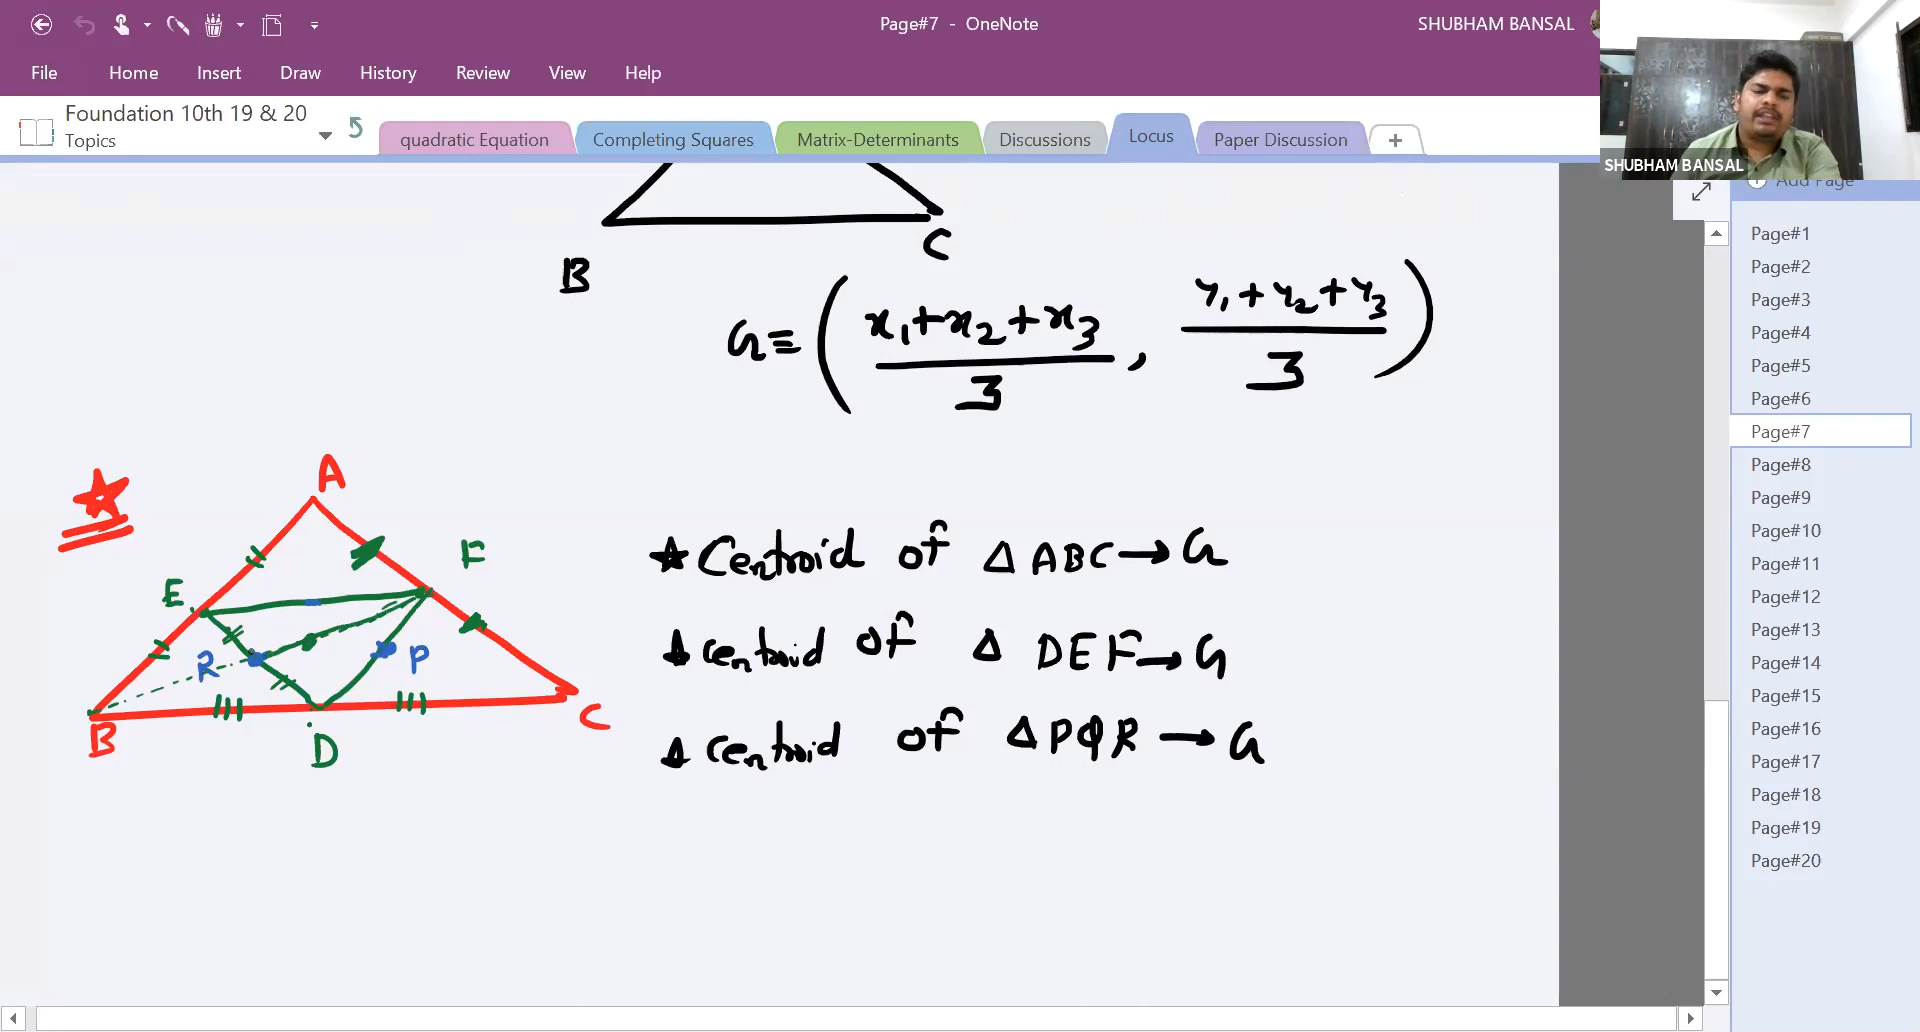 Page#7 - OneNote
SHUBHAM BANSAL
File Home Insert Draw History Review View Help
Foundation 10th 19 & 20
Topics
quadratic Equation
Completing Squares
Matrix-Determinants
Discussions
Locus
Paper Discussion
+
SHUBHAM BANSAL
Add Page
Page#1
Page#2
Page#3
Page#4
Page#5
Page#6
Page#7
Page#8
Page#9
Page#10
Page#11
Page#12
Page#13
Page#14
Page#15
Page#16
Page#17
Page#18
Page#19
Page#20
B
C
G ≡ ( (x₁+x₂+x₃)/3 , (y₁+y₂+y₃)/3 )
A
E
F
R
P
B
D
C
★ Centroid of Δ ABC → G
★ centroid of Δ DEF → G
★ centroid of Δ PQR → G